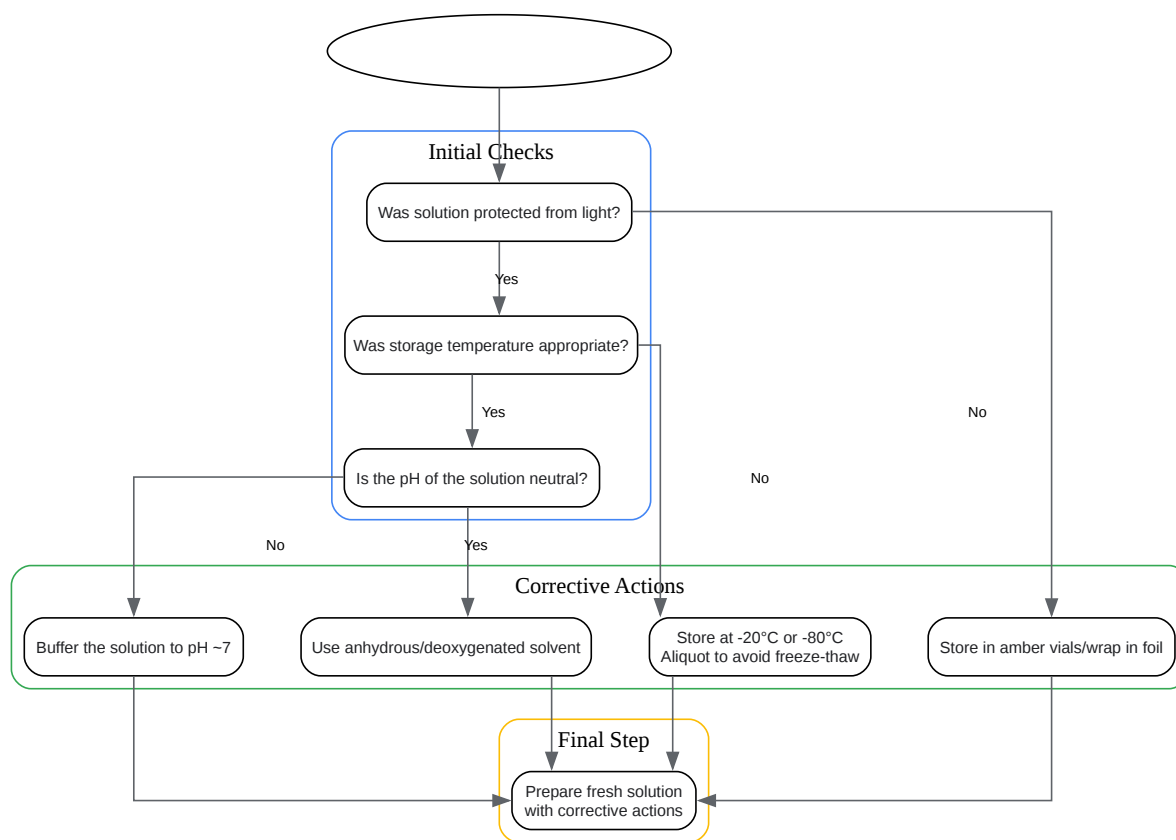 Initial Checks
Was solution protected from light?
Yes
Was storage temperature appropriate?
Yes
No
Is the pH of the solution neutral?
No
No
Yes
Corrective Actions
Buffer the solution to pH ~7
Use anhydrous/deoxygenated solvent
Store at -20°C or -80°C
Aliquot to avoid freeze-thaw
Store in amber vials/wrap in foil
Final Step
Prepare fresh solution
with corrective actions